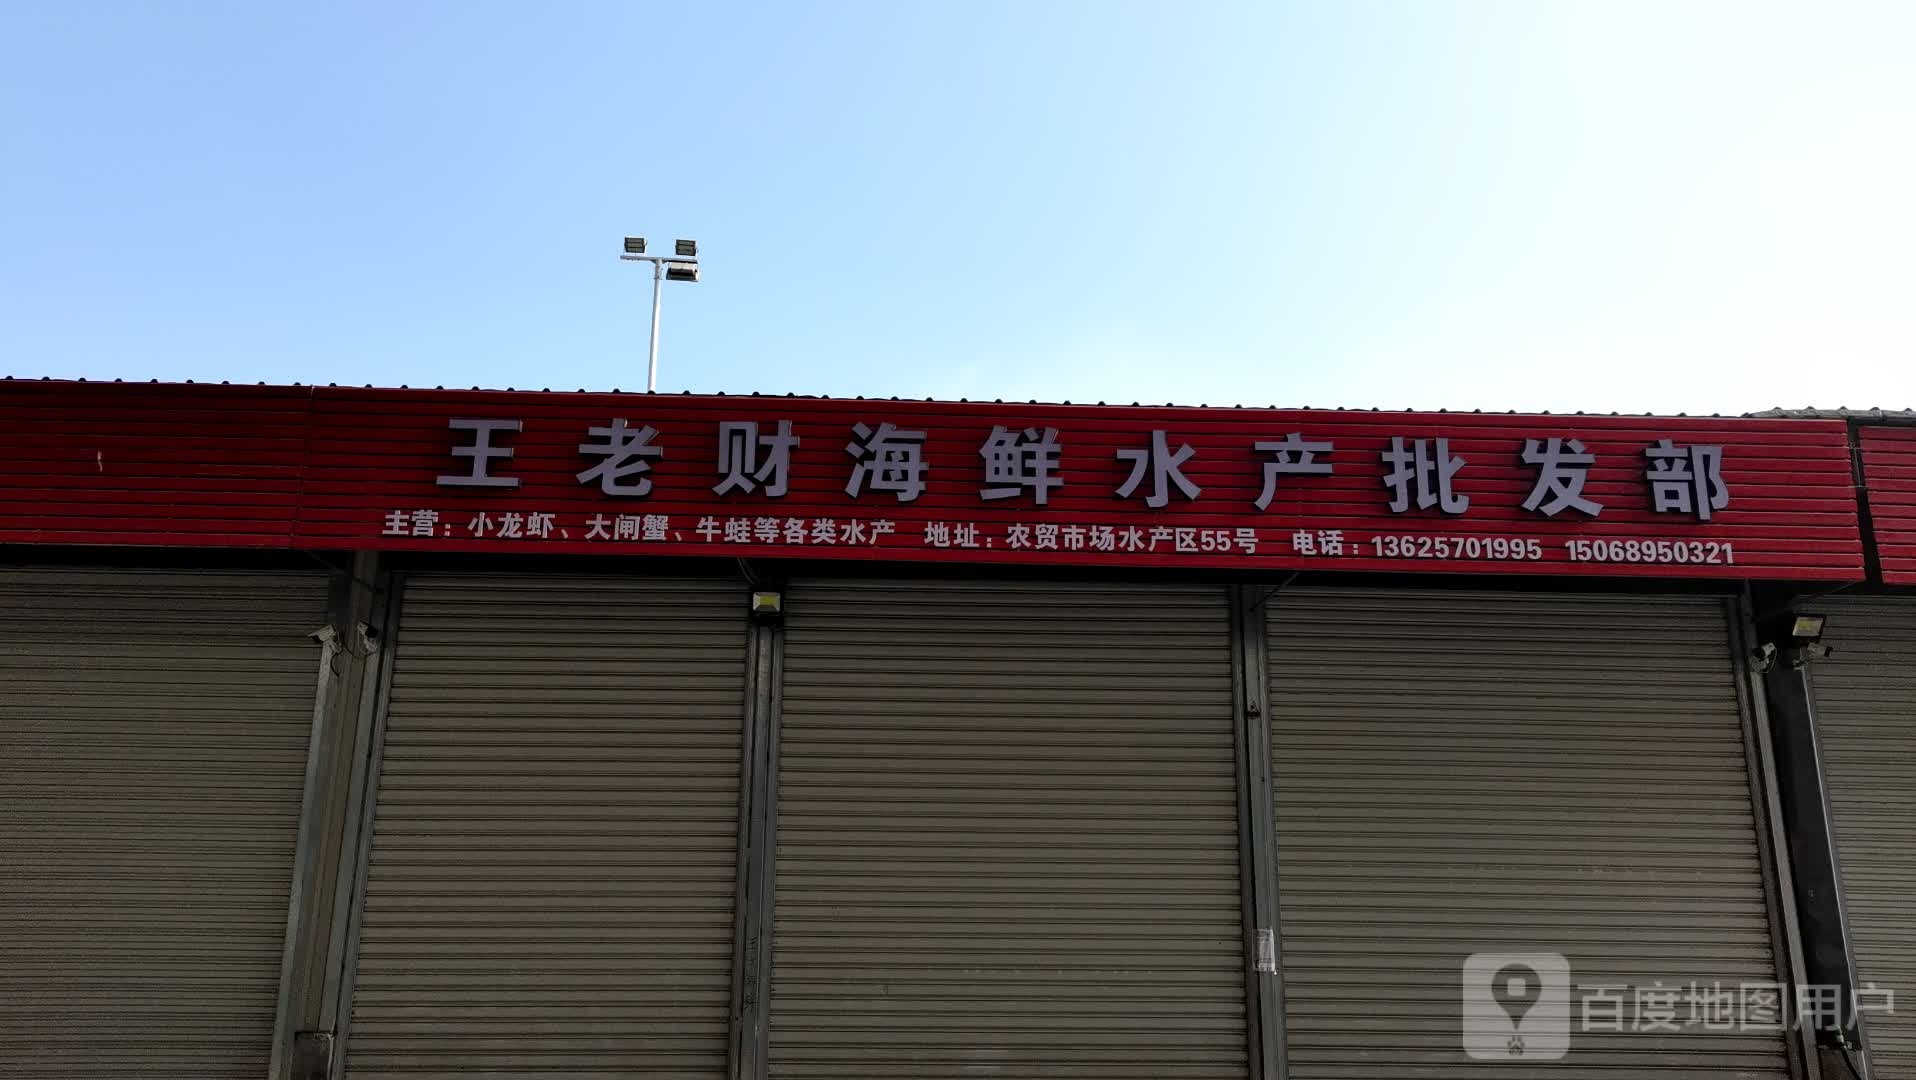 王老财海鲜水产批发部
主营：小龙虾、大闸蟹、牛蛙等各类水产 地址：农贸市场水产区55号 电话：13625701995 15068950321
百度地图用户